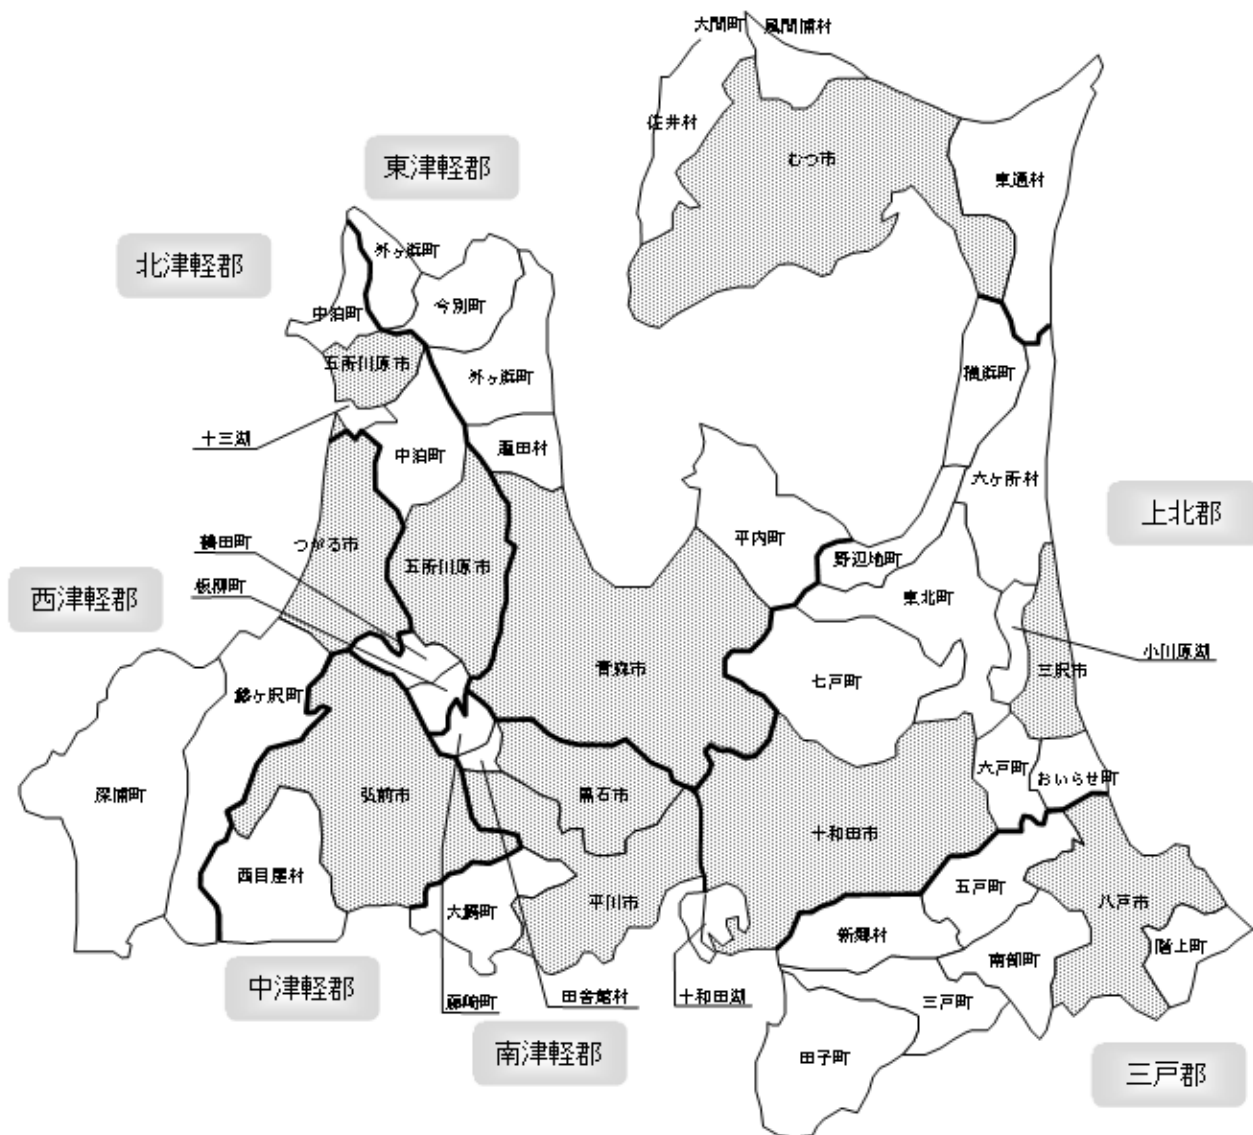 大間町
風間浦村
佐井村
むつ市
東通村
東津軽郡
北津軽郡
外ヶ浜町
今別町
中泊町
五所川原市
外ヶ浜町
横浜町
十三湖
中泊町
蓬田村
六ヶ所村
上北郡
つがる市
鶴田町
板柳町
五所川原市
平内町
野辺地町
東北町
西津軽郡
小川原湖
三沢市
青森市
七戸町
鰺ヶ沢町
深浦町
弘前市
黒石市
六戸町
おいらせ町
十和田市
西目屋村
大鰐町
平川市
五戸町
八戸市
新郷村
南部町
階上町
中津軽郡
藤崎町
田舎館村
十和田湖
三戸町
南津軽郡
田子町
三戸郡